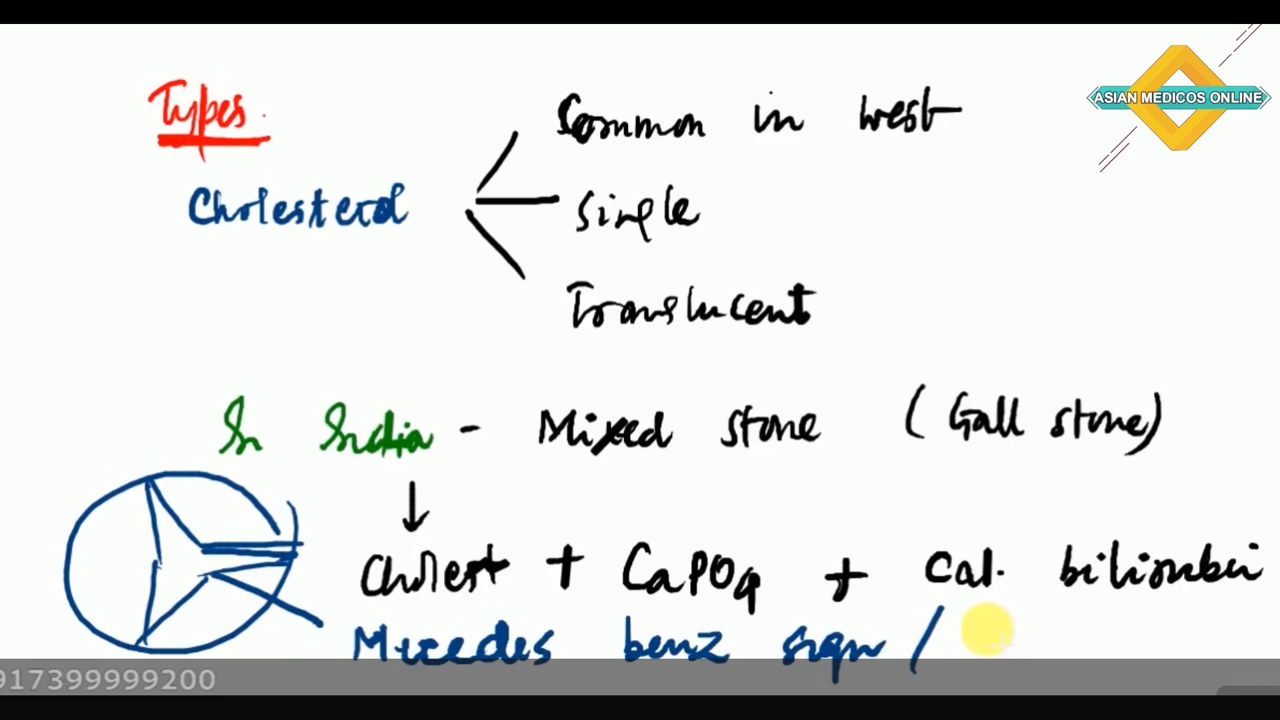 ASIAN MEDICOS ONLINE
Types.
Common in west
Cholesterol
Single
Translucent
In India - Mixed stone (Gall stone)
Cholest + CaPO4 + Cal. bilirubi
Mercedes benz sign /
917399999200